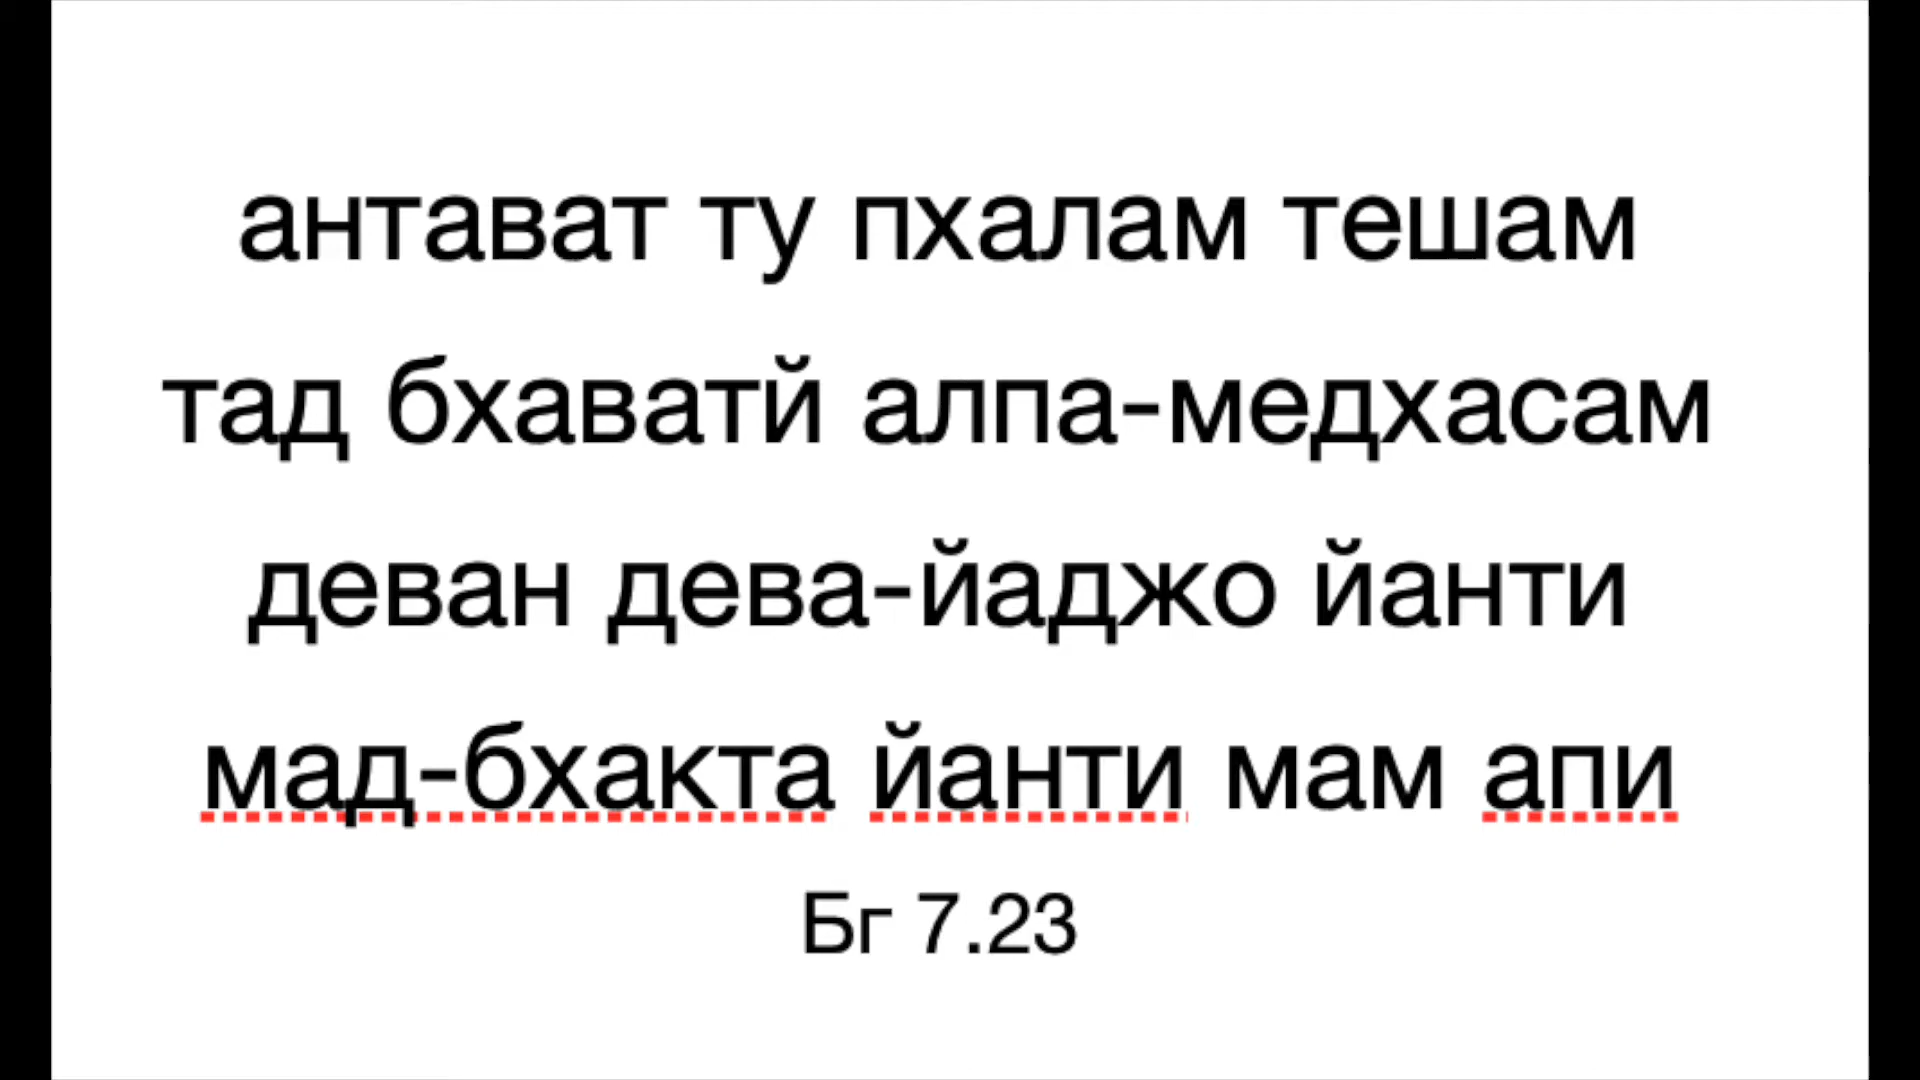 антават ту пхалам тешам
тад бхаватй алпа-медхасам
деван дева-йаджо йанти
мад-бхакта йанти мам апи
Бг 7.23